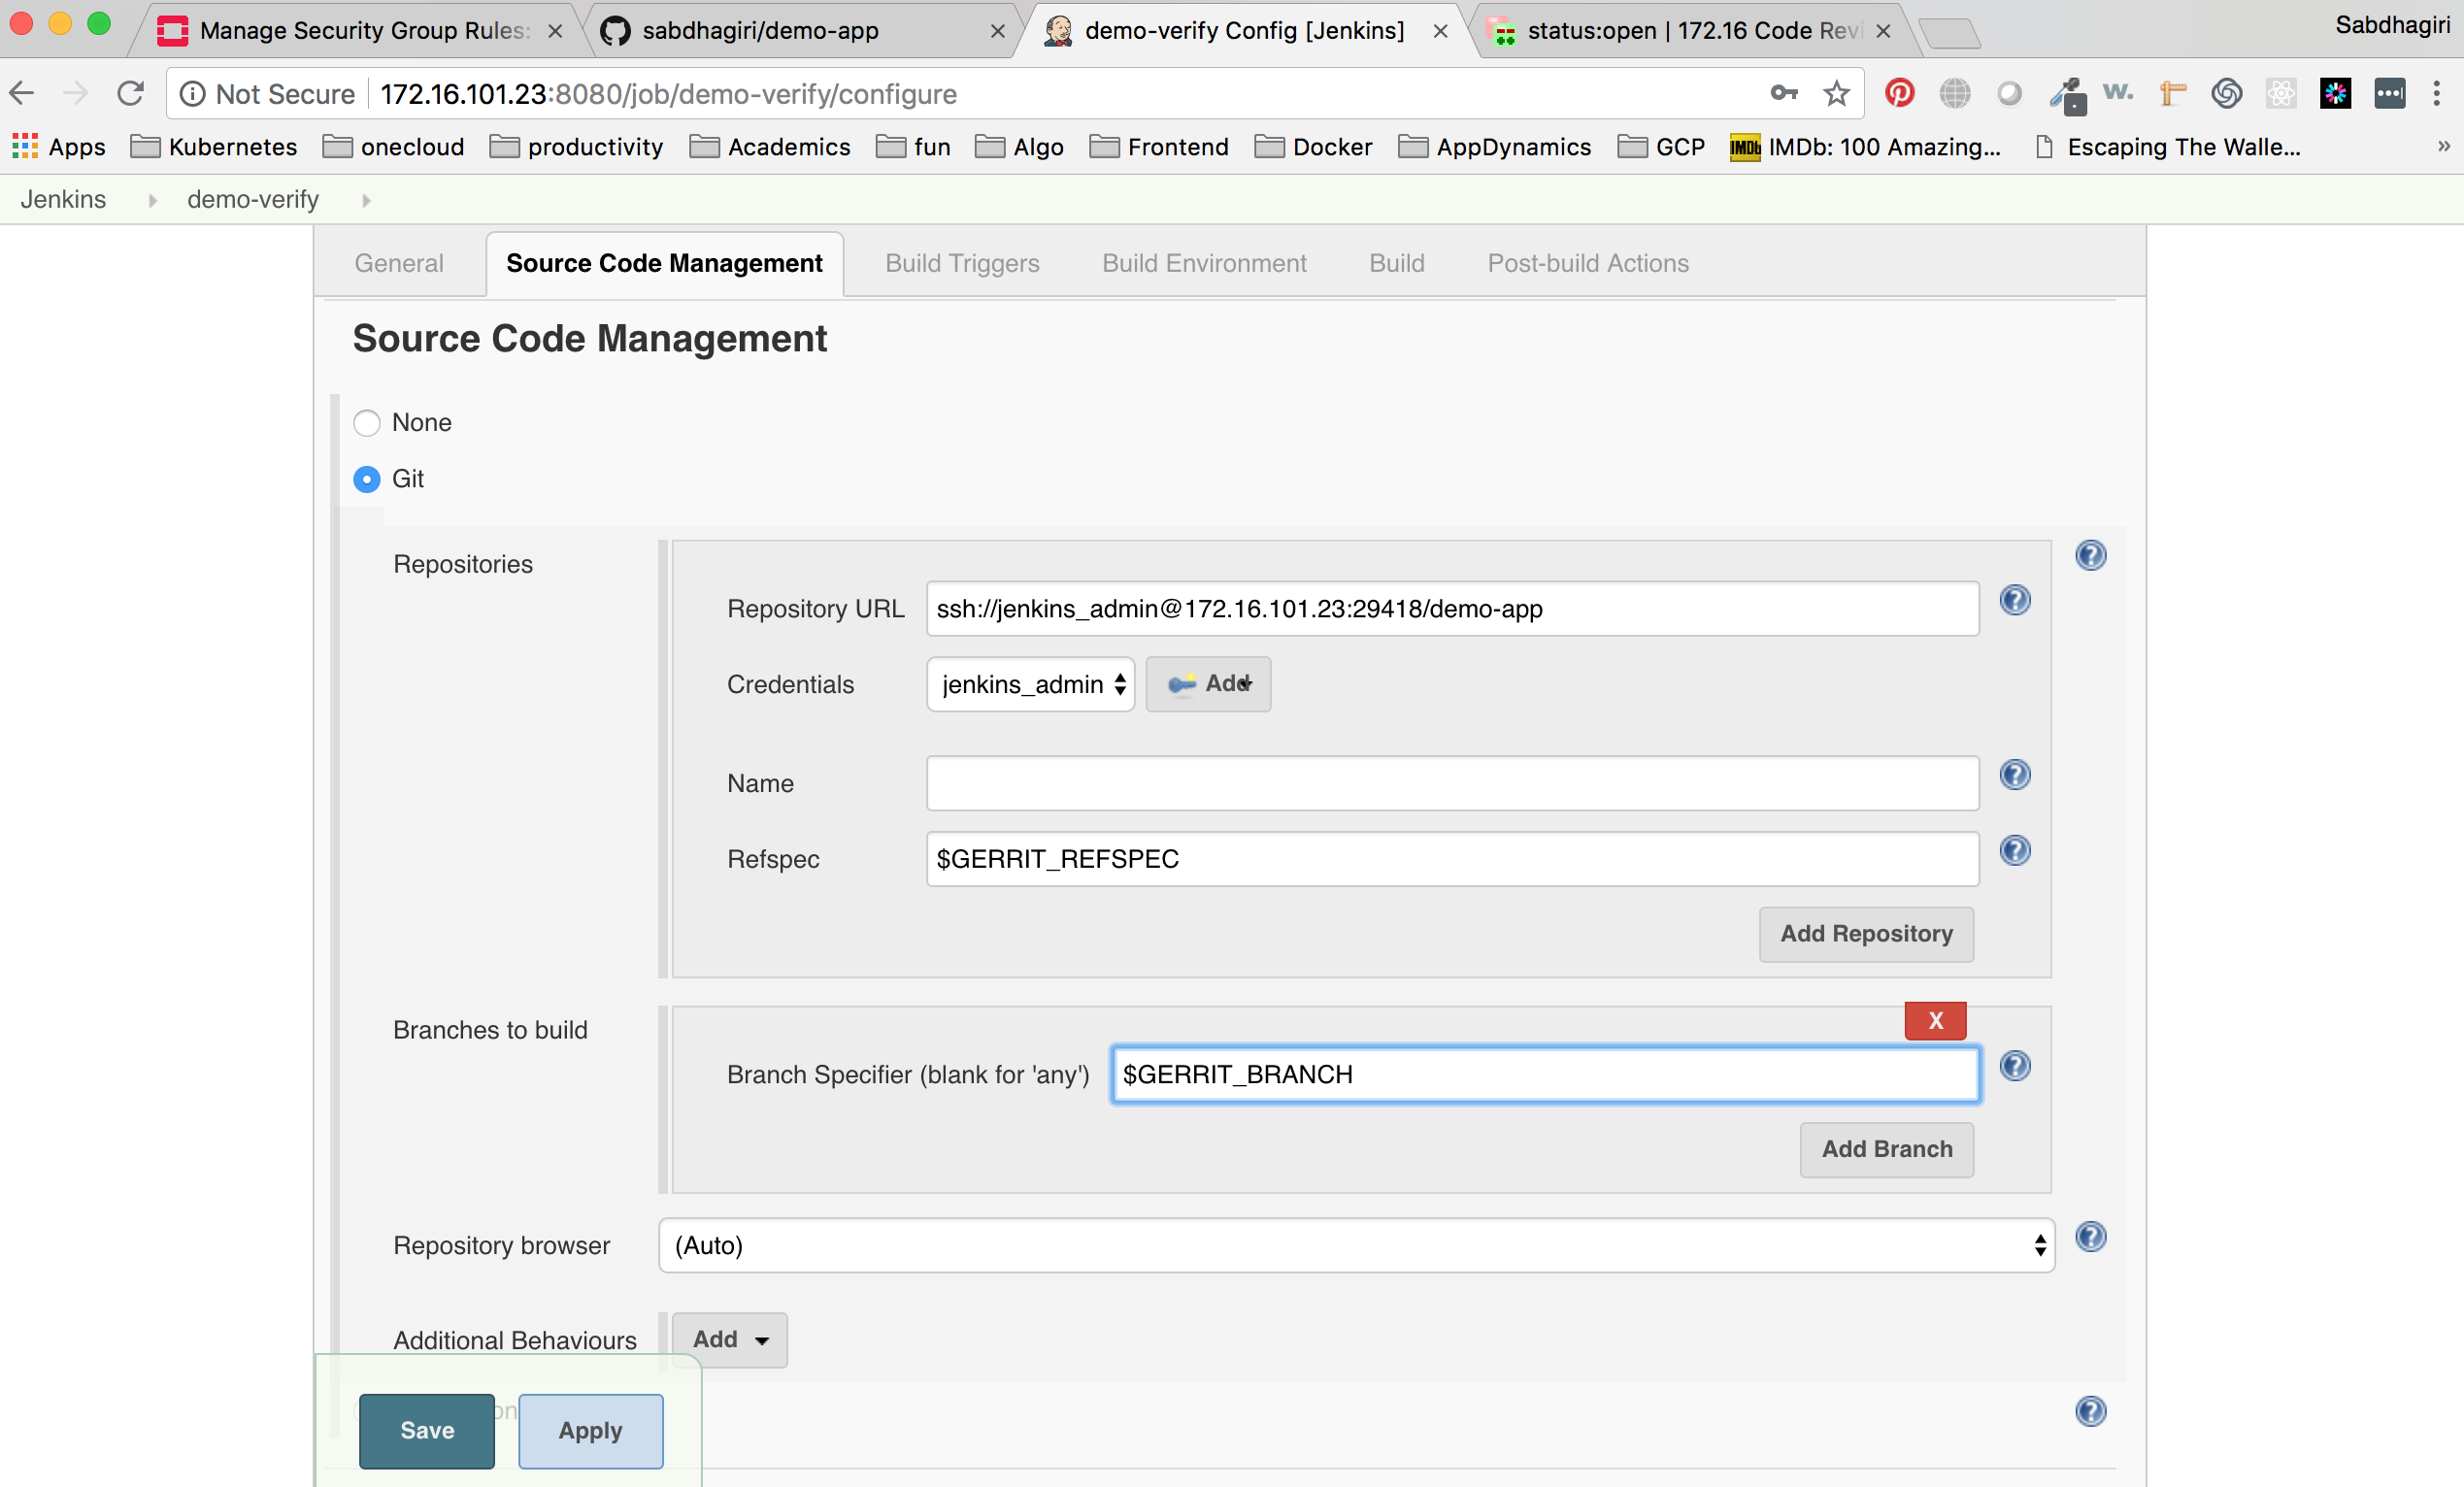 Manage Security Group Rules:
sabdhagiri/demo-app
demo-verify Config [Jenkins]
status:open | 172.16 Code Revi
Sabdhagiri
Not Secure
172.16.101.23:8080/job/demo-verify/configure
w.
Apps
Kubernetes
onecloud
productivity
Academics
fun
Algo
Frontend
Docker
AppDynamics
GCP
IMDb
IMDb: 100 Amazing...
Escaping The Walle...
»
Jenkins
demo-verify
General
Source Code Management
Build Triggers
Build Environment
Build
Post-build Actions
Source Code Management
None
Git
Repositories
Repository URL
ssh://jenkins_admin@172.16.101.23:29418/demo-app
Credentials
jenkins_admin
Add
Name
Refspec
$GERRIT_REFSPEC
Add Repository
Branches to build
X
Branch Specifier (blank for 'any')
$GERRIT_BRANCH
Add Branch
Repository browser
(Auto)
Additional Behaviours
Add
Save
Apply